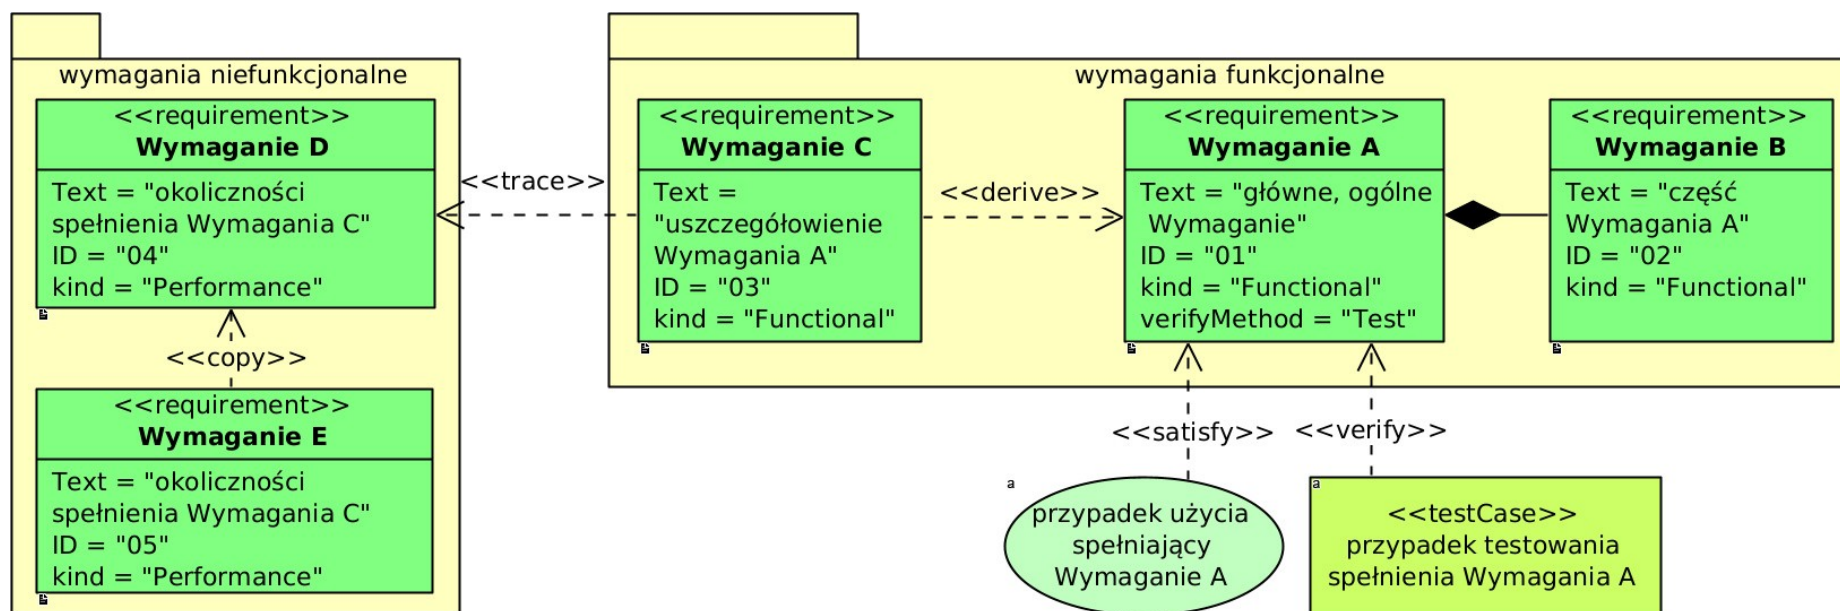 wymagania niefunkcjonalne
<<requirement>>
Wymaganie D
Text = "okoliczności
spełnienia Wymagania C"
ID = "04"
kind = "Performance"
<<copy>>
<<requirement>>
Wymaganie E
Text = "okoliczności
spełnienia Wymagania C"
ID = "05"
kind = "Performance"
<<trace>>
wymagania funkcjonalne
<<requirement>>
Wymaganie C
Text =
"uszczegółowienie
Wymagania A"
ID = "03"
kind = "Functional"
<<derive>>
<<requirement>>
Wymaganie A
Text = "główne, ogólne
Wymaganie"
ID = "01"
kind = "Functional"
verifyMethod = "Test"
<<requirement>>
Wymaganie B
Text = "część
Wymagania A"
ID = "02"
kind = "Functional"
<<satisfy>>
<<verify>>
a
przypadek użycia
spełniający
Wymaganie A
a
<<testCase>>
przypadek testowania
spełnienia Wymagania A